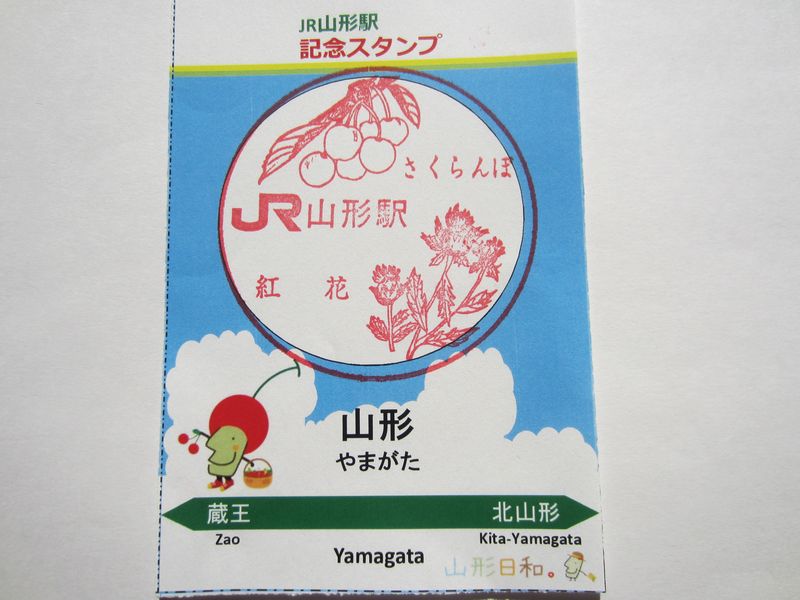 JR山形駅
記念スタンプ
さくらんぼ
JR山形駅
紅 花
山形
やまがた
蔵王 北山形
Zao Kita-Yamagata
Yamagata
山形日和。